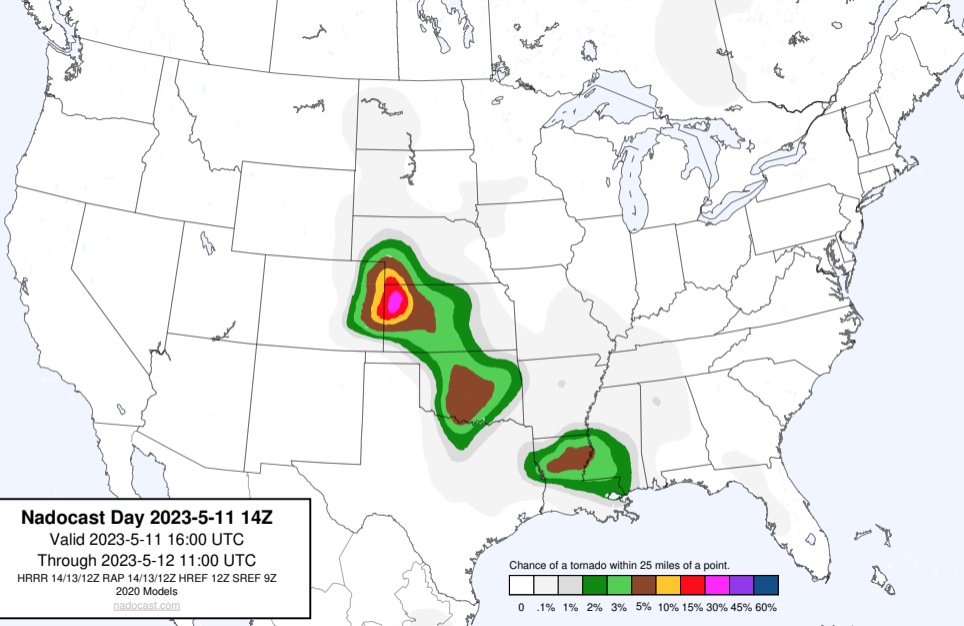 Nadocast Day 2023-5-11 14Z
Valid 2023-5-11 16:00 UTC
Through 2023-5-12 11:00 UTC
HRRR 14/13/12Z RAP 14/13/12Z HREF 12Z SREF 9Z
2020 Models
nadocast.com
Chance of a tornado within 25 miles of a point.
0 .1% 1% 2% 3% 5% 10% 15% 30% 45% 60%